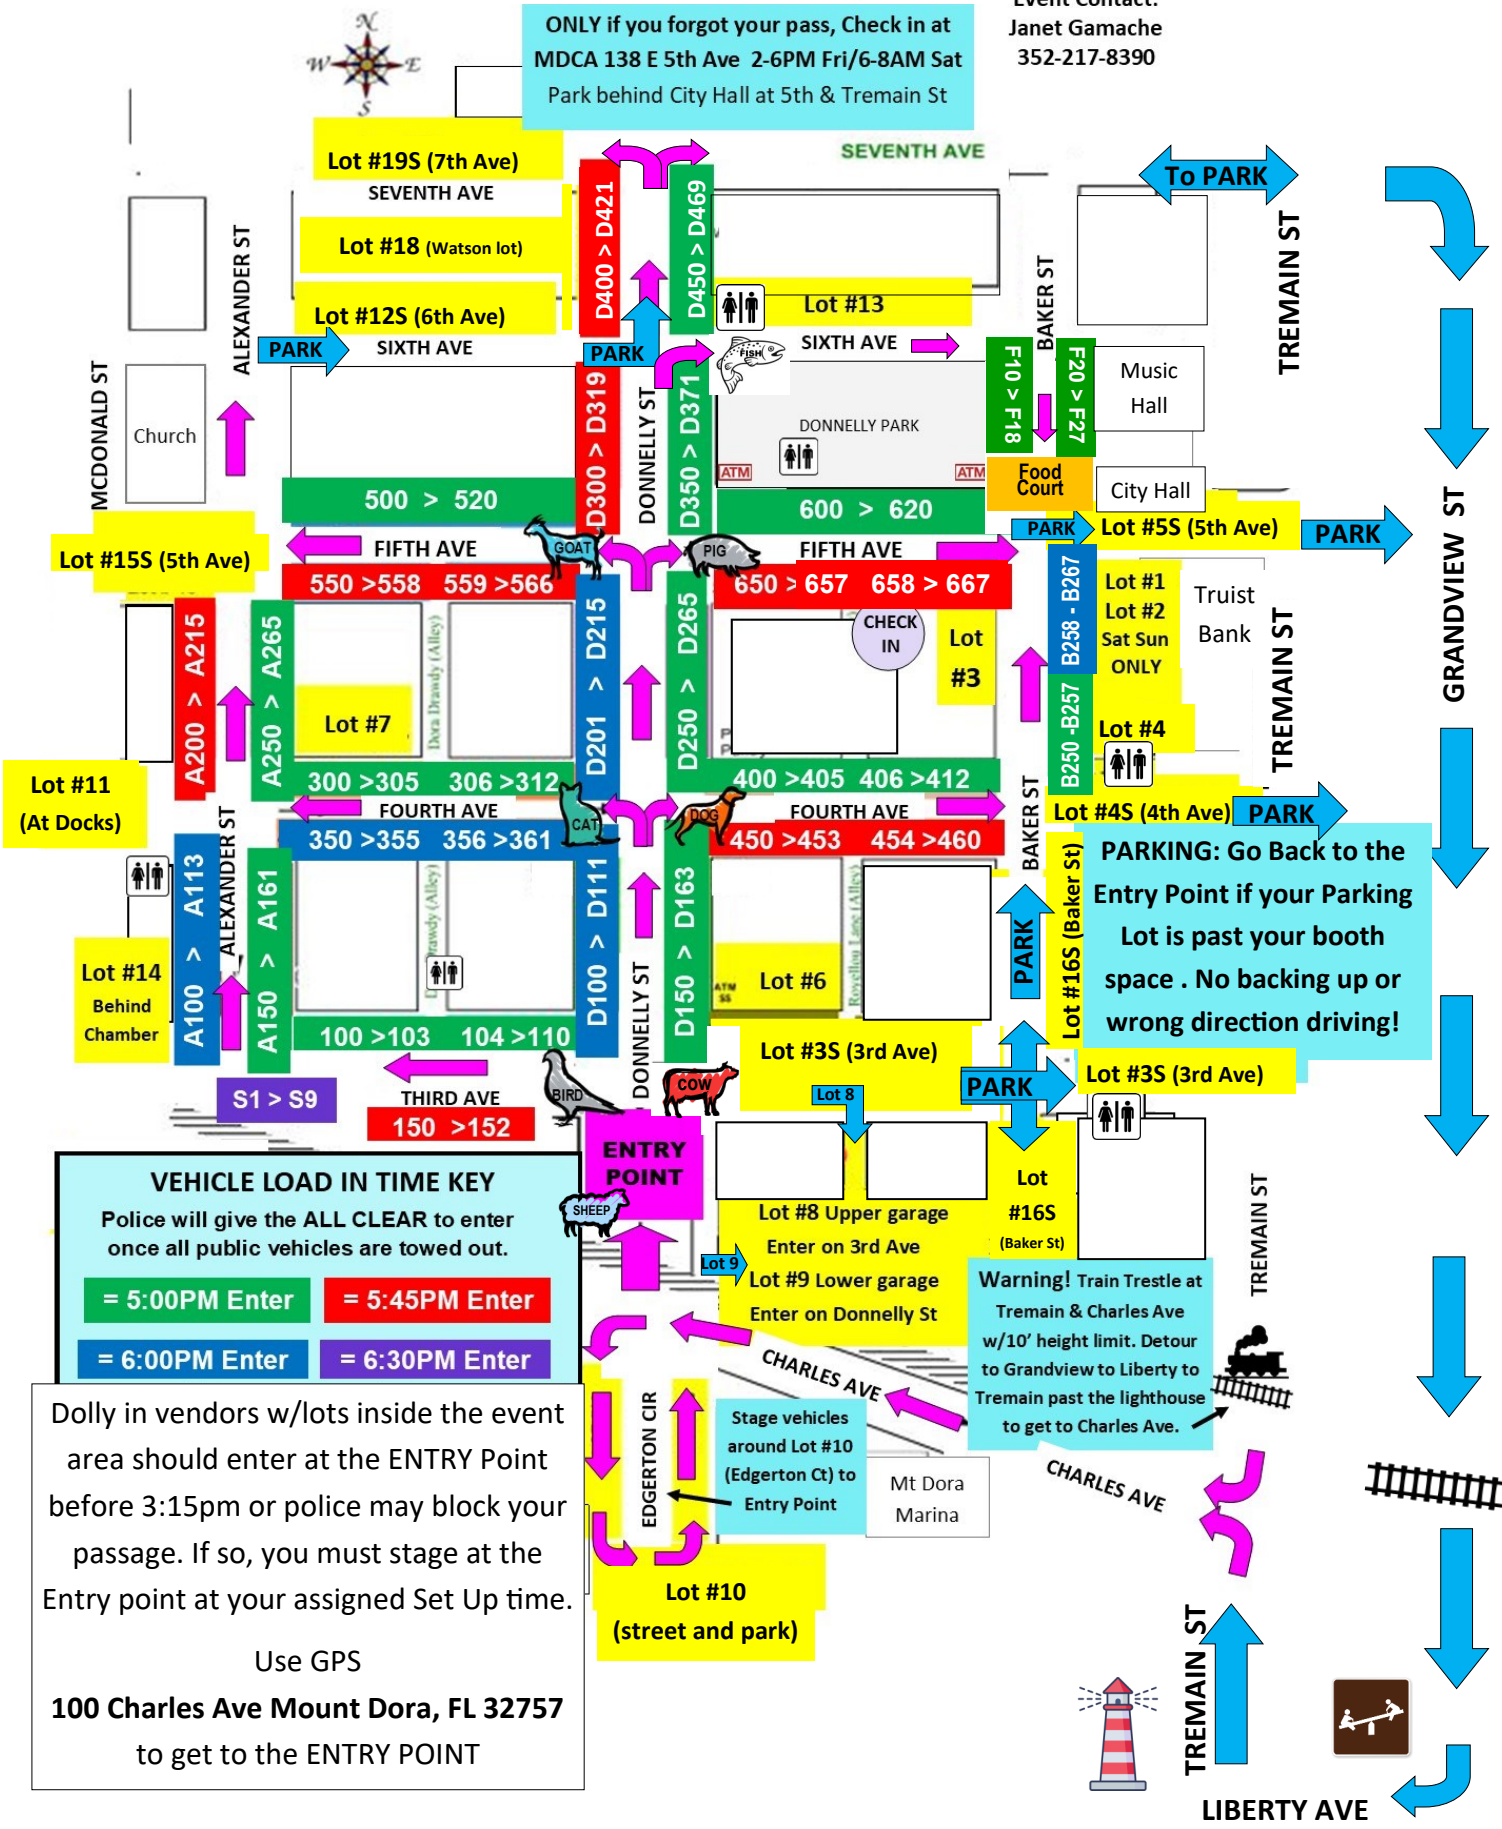 Event Contact:
Janet Gamache
352-217-8390
ONLY if you forgot your pass, Check in at
MDCA 138 E 5th Ave 2-6PM Fri/6-8AM Sat
Park behind City Hall at 5th & Tremain St
N
W
E
S
SEVENTH AVE
Lot #19S (7th Ave)
SEVENTH AVE
To PARK
Lot #18 (Watson lot)
D400 > D421
D450 > D469
ALEXANDER ST
BAKER ST
TREMAIN ST
Lot #12S (6th Ave)
Lot #13
PARK
SIXTH AVE
PARK
FISH
SIXTH AVE
MCDONALD ST
Church
D300 > D319
DONNELLY ST
D350 > D371
DONNELLY PARK
ATM
ATM
F10 > F18
F20 > F27
Music
Hall
Food
Court
City Hall
500 > 520
600 > 620
GRANDVIEW ST
Lot #15S (5th Ave)
FIFTH AVE
GOAT
PIG
FIFTH AVE
PARK
Lot #5S (5th Ave)
PARK
550 >558 559 >566
650 > 657 658 > 667
A200 > A215
A250 > A265
Lot #7
Dora Drawdy (Alley)
D201 > D215
D250 > D265
P
P
CHECK
IN
Lot
#3
B258 - B267
B250 -B257
Lot #1
Lot #2
Sat Sun
ONLY
Truist
Bank
TREMAIN ST
Lot #4
300 >305 306 >312
400 >405 406 >412
Lot #11
(At Docks)
FOURTH AVE
CAT
DOG
FOURTH AVE
BAKER ST
Lot #4S (4th Ave)
PARK
350 >355 356 >361
450 >453 454 >460
ALEXANDER ST
A100 > A113
A150 > A161
rawdy (Alley)
D100 > D111
DONNELLY ST
D150 > D163
Royellou Lane (Alley)
PARK
Lot #16S (Baker St)
PARKING: Go Back to the
Entry Point if your Parking
Lot is past your booth
space . No backing up or
wrong direction driving!
Lot #14
Behind
Chamber
ATM
SS
Lot #6
100 >103 104 >110
Lot #3S (3rd Ave)
PARK
Lot #3S (3rd Ave)
S1 > S9
THIRD AVE
BIRD
COW
Lot 8
150 >152
ENTRY
POINT
SHEEP
Lot
#16S
(Baker St)
TREMAIN ST
Lot #8 Upper garage
Enter on 3rd Ave
Lot 9
Lot #9 Lower garage
Enter on Donnelly St
VEHICLE LOAD IN TIME KEY
Police will give the ALL CLEAR to enter
once all public vehicles are towed out.
= 5:00PM Enter
= 5:45PM Enter
= 6:00PM Enter
= 6:30PM Enter
Warning! Train Trestle at
Tremain & Charles Ave
w/10' height limit. Detour
to Grandview to Liberty to
Tremain past the lighthouse
to get to Charles Ave.
CHARLES AVE
EDGERTON CIR
Stage vehicles
around Lot #10
(Edgerton Ct) to
Entry Point
Mt Dora
Marina
CHARLES AVE
Dolly in vendors w/lots inside the event
area should enter at the ENTRY Point
before 3:15pm or police may block your
passage. If so, you must stage at the
Entry point at your assigned Set Up time.
Use GPS
100 Charles Ave Mount Dora, FL 32757
to get to the ENTRY POINT
Lot #10
(street and park)
TREMAIN ST
LIBERTY AVE